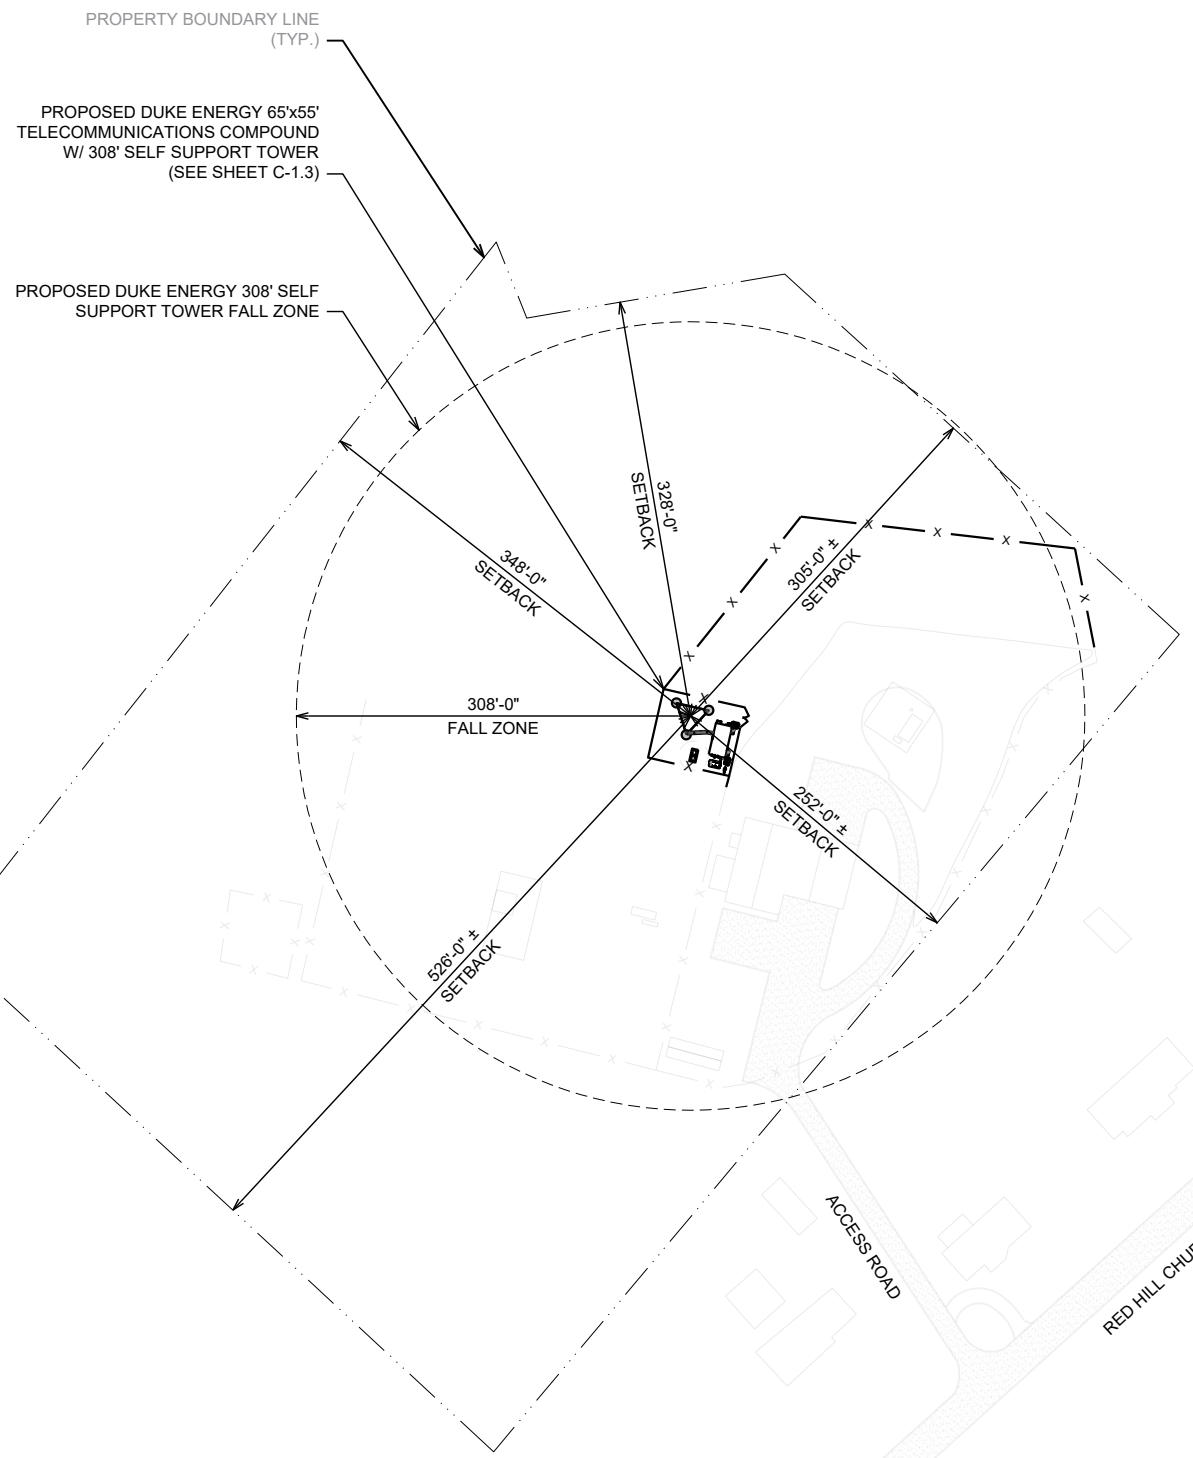 PROPERTY BOUNDARY LINE
(TYP.)
PROPOSED DUKE ENERGY 65'x55'
TELECOMMUNICATIONS COMPOUND
W/ 308' SELF SUPPORT TOWER
(SEE SHEET C-1.3)
PROPOSED DUKE ENERGY 308' SELF
SUPPORT TOWER FALL ZONE
328'-0"
SETBACK
348'-0"
SETBACK
305'-0" ±
SETBACK
308'-0"
FALL ZONE
252'-0" ±
SETBACK
526'-0" ±
SETBACK
ACCESS ROAD
RED HILL CHU